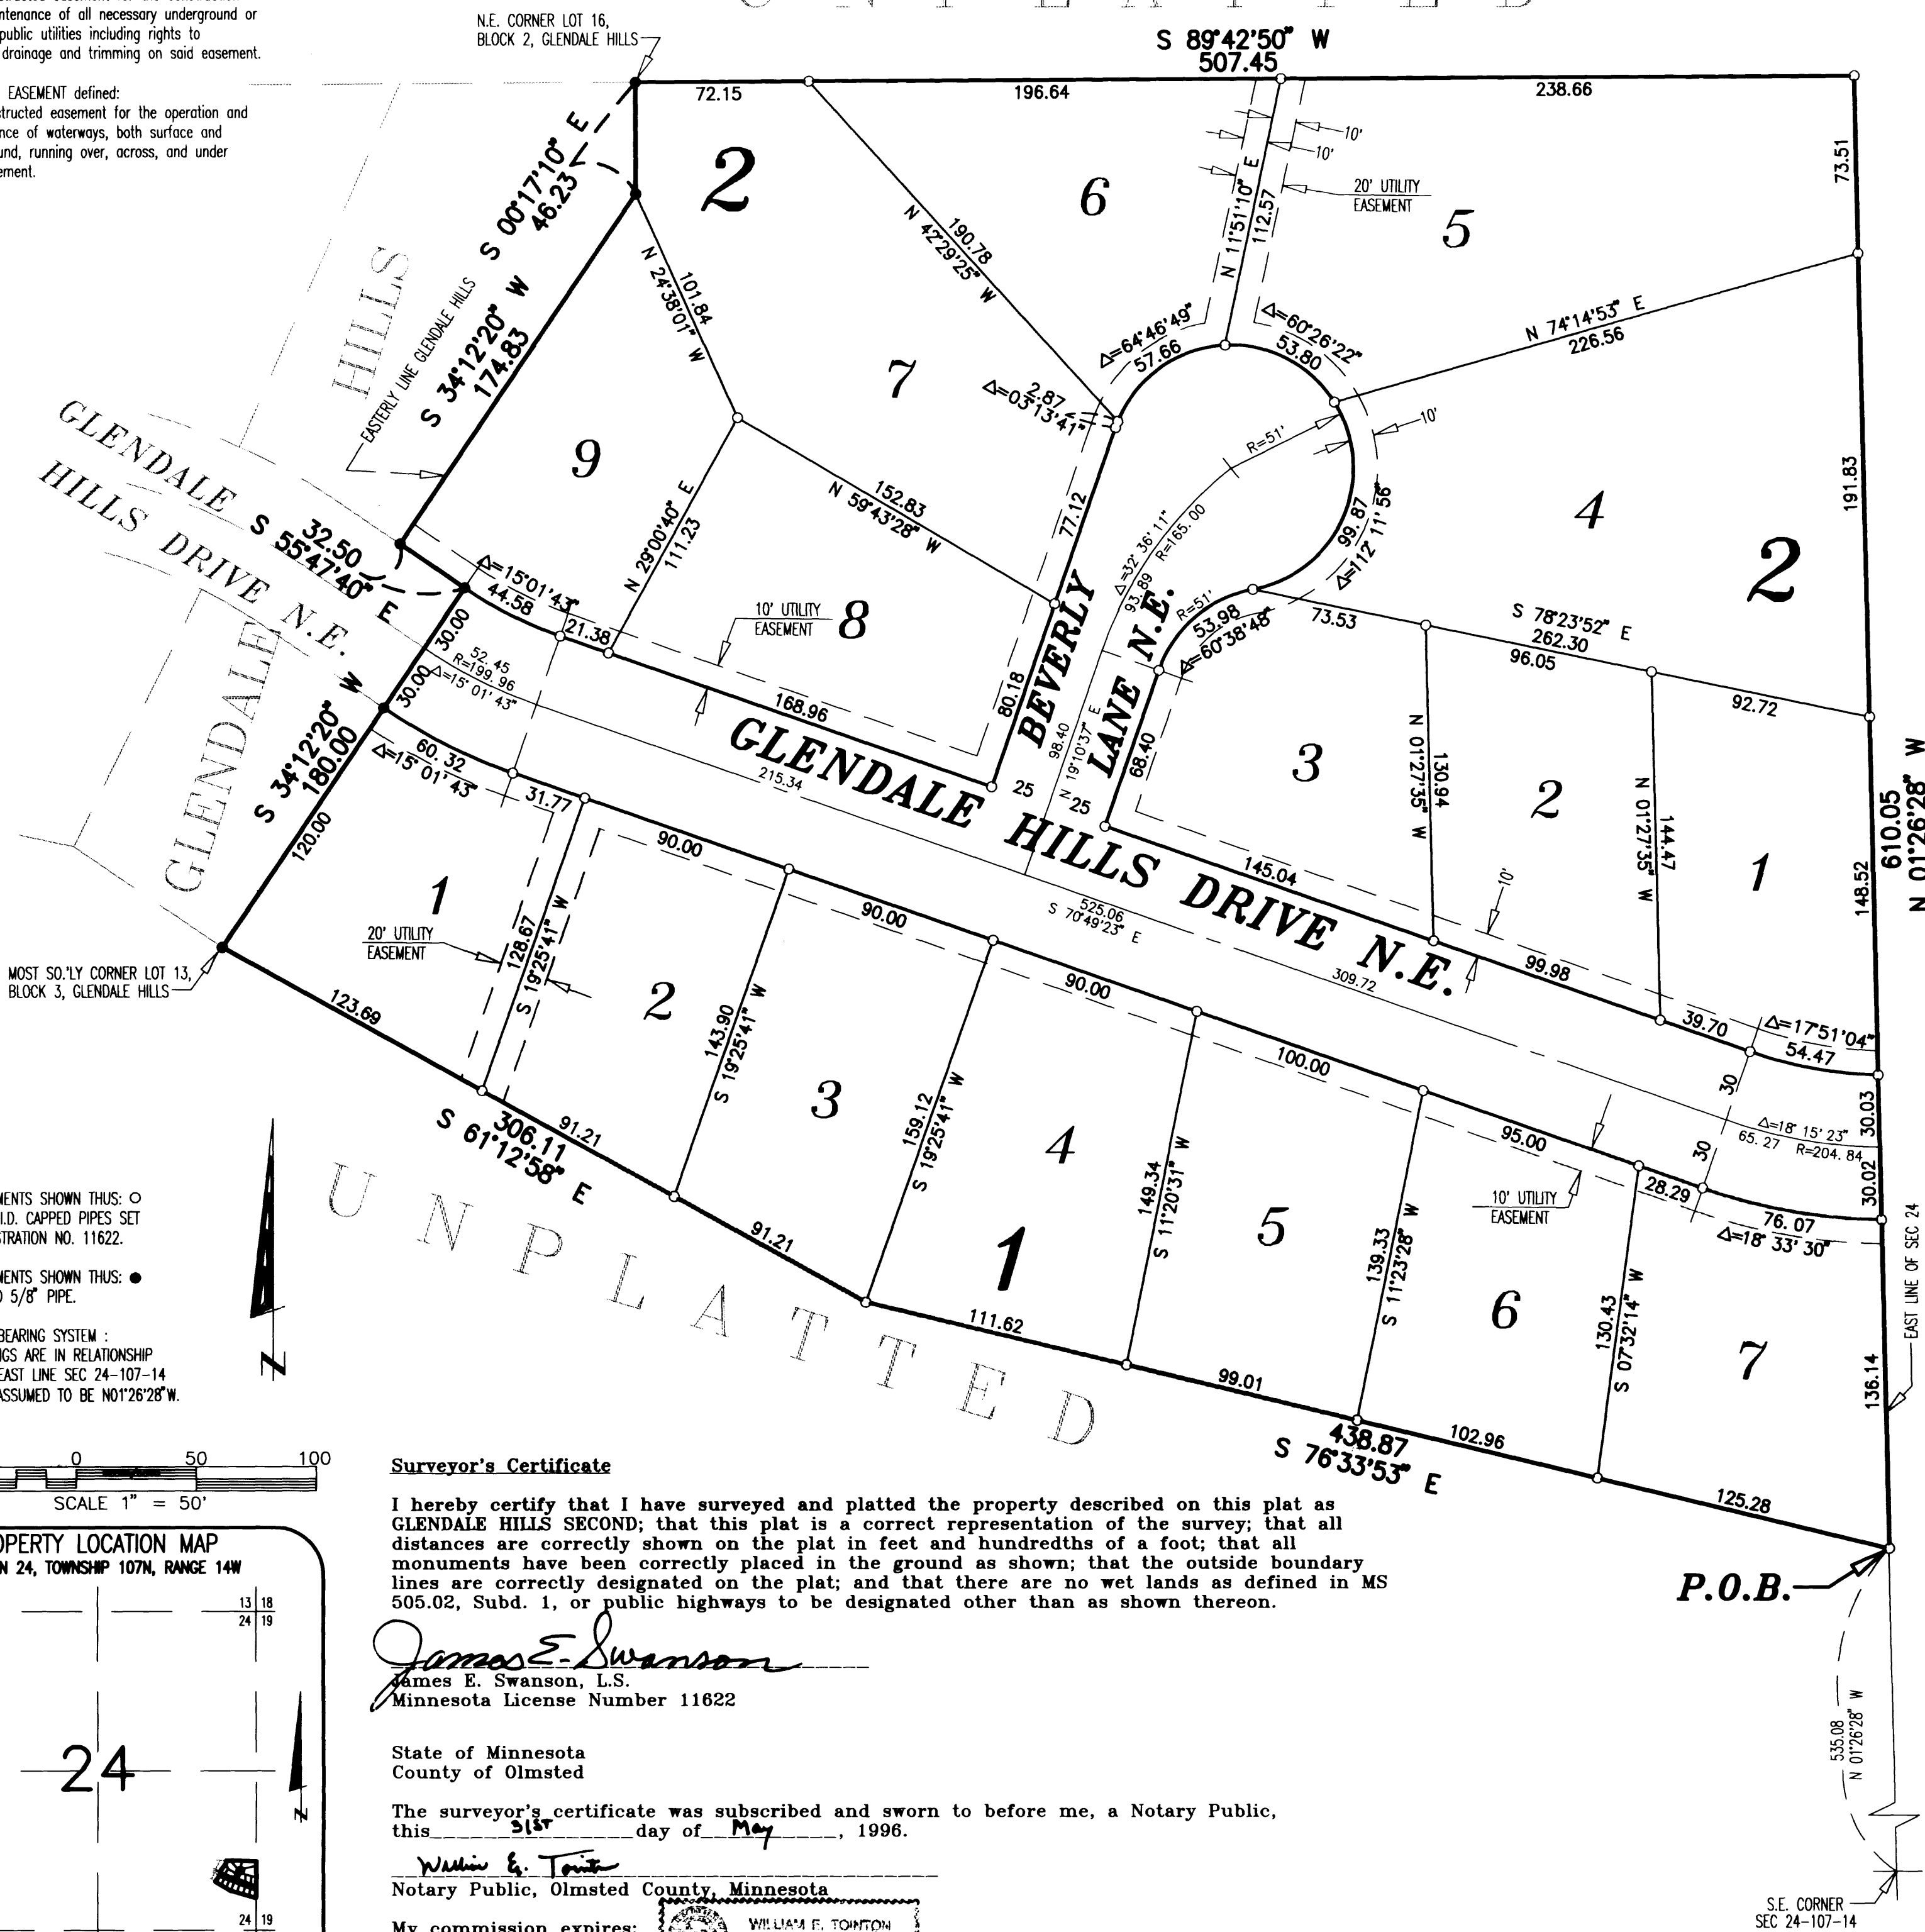 ntenance of all necessary underground or
public utilities including rights to
drainage and trimming on said easement.
EASEMENT defined:
tructed easement for the operation and
nce of waterways, both surface and
und, running over, across, and under
ement.
N.E. CORNER LOT 16,
BLOCK 2, GLENDALE HILLS
UNPLATTED
S 89°42'50" W
507.45
72.15
196.64
238.66
73.51
S 00°17'10" E
46.23
2
6
5
N 11°51'10" E
112.57
10'
10'
20' UTILITY
EASEMENT
HILLS
EASTERLY LINE GLENDALE HILLS
S 34°12'20" W
174.83
101.84
N 24°38'01" W
190.78
N 42°29'25" W
7
2.87
Δ=03°13'41"
Δ=64°46'49"
57.66
Δ=60°26'22"
53.80
N 74°14'53" E
226.56
10'
R=51'
191.83
4
2
99.87
Δ=112°11'56"
GLENDALE
HILLS DRIVE N.E.
32.50
S 55°47'40" E
9
152.83
N 59°43'28" W
77.12
N 29°00'40" E
111.23
Δ=32°36'11"
93.89 R=165.00
Δ=15°01'43"
44.58
21.38
10' UTILITY
EASEMENT
8
R=51'
53.98
Δ=60°38'48"
73.53
S 78°23'52" E
262.30
96.05
92.72
30.00
30.00
52.45
R=199.96
Δ=15°01'43"
168.96
80.18
BEVERLY
LANE N.E.
98.40
N 19°10'37" E
68.40
3
N 01°27'35" W
130.94
2
N 01°27'35" W
144.47
1
148.52
610.05
N 01°26'28" W
GLENDALE
S 34°12'20" W
180.00
120.00
60.32
Δ=15°01'43"
31.77
GLENDALE HILLS DRIVE N.E.
215.34
25
25
145.04
10'
90.00
90.00
525.06
S 70°49'23" E
309.72
99.98
39.70
Δ=17°51'04"
54.47
1
20' UTILITY
EASEMENT
128.67
S 19°25'41" W
MOST SO.'LY CORNER LOT 13,
BLOCK 3, GLENDALE HILLS
123.69
2
143.90
S 19°25'41" W
90.00
100.00
30
30
30.03
Δ=18°15'23"
65.27 R=204.84
3
159.12
S 19°25'41" W
4
149.34
S 11°20'31" W
95.00
30.02
28.29
76.07
Δ=18°33'30"
S 61°12'58" E
306.11
91.21
91.21
1
5
139.33
S 11°23'28" W
10' UTILITY
EASEMENT
6
130.43
S 07°32'14" W
7
136.14
EAST LINE OF SEC 24
UNPLATTED
111.62
99.01
438.87
S 76°33'53" E
102.96
125.28
P.O.B.
MENTS SHOWN THUS: ○
I.D. CAPPED PIPES SET
TRATION NO. 11622.
MENTS SHOWN THUS: ●
5/8" PIPE.
BEARING SYSTEM :
GS ARE IN RELATIONSHIP
EAST LINE SEC 24-107-14
ASSUMED TO BE N01°26'28"W.
N
0 50 100
SCALE 1" = 50'
OPERTY LOCATION MAP
N 24, TOWNSHIP 107N, RANGE 14W
13 18
24 19
24
N
24 19
Surveyor's Certificate
I hereby certify that I have surveyed and platted the property described on this plat as
GLENDALE HILLS SECOND; that this plat is a correct representation of the survey; that all
distances are correctly shown on the plat in feet and hundredths of a foot; that all
monuments have been correctly placed in the ground as shown; that the outside boundary
lines are correctly designated on the plat; and that there are no wet lands as defined in MS
505.02, Subd. 1, or public highways to be designated other than as shown thereon.
James E. Swanson
James E. Swanson, L.S.
Minnesota License Number 11622
State of Minnesota
County of Olmsted
The surveyor's certificate was subscribed and sworn to before me, a Notary Public,
this 31ST day of May, 1996.
Notary Public, Olmsted County, Minnesota
My commission expires:
WILLIAM E. TOINTON
535.08
N 01°26'28" W
S.E. CORNER
SEC 24-107-14